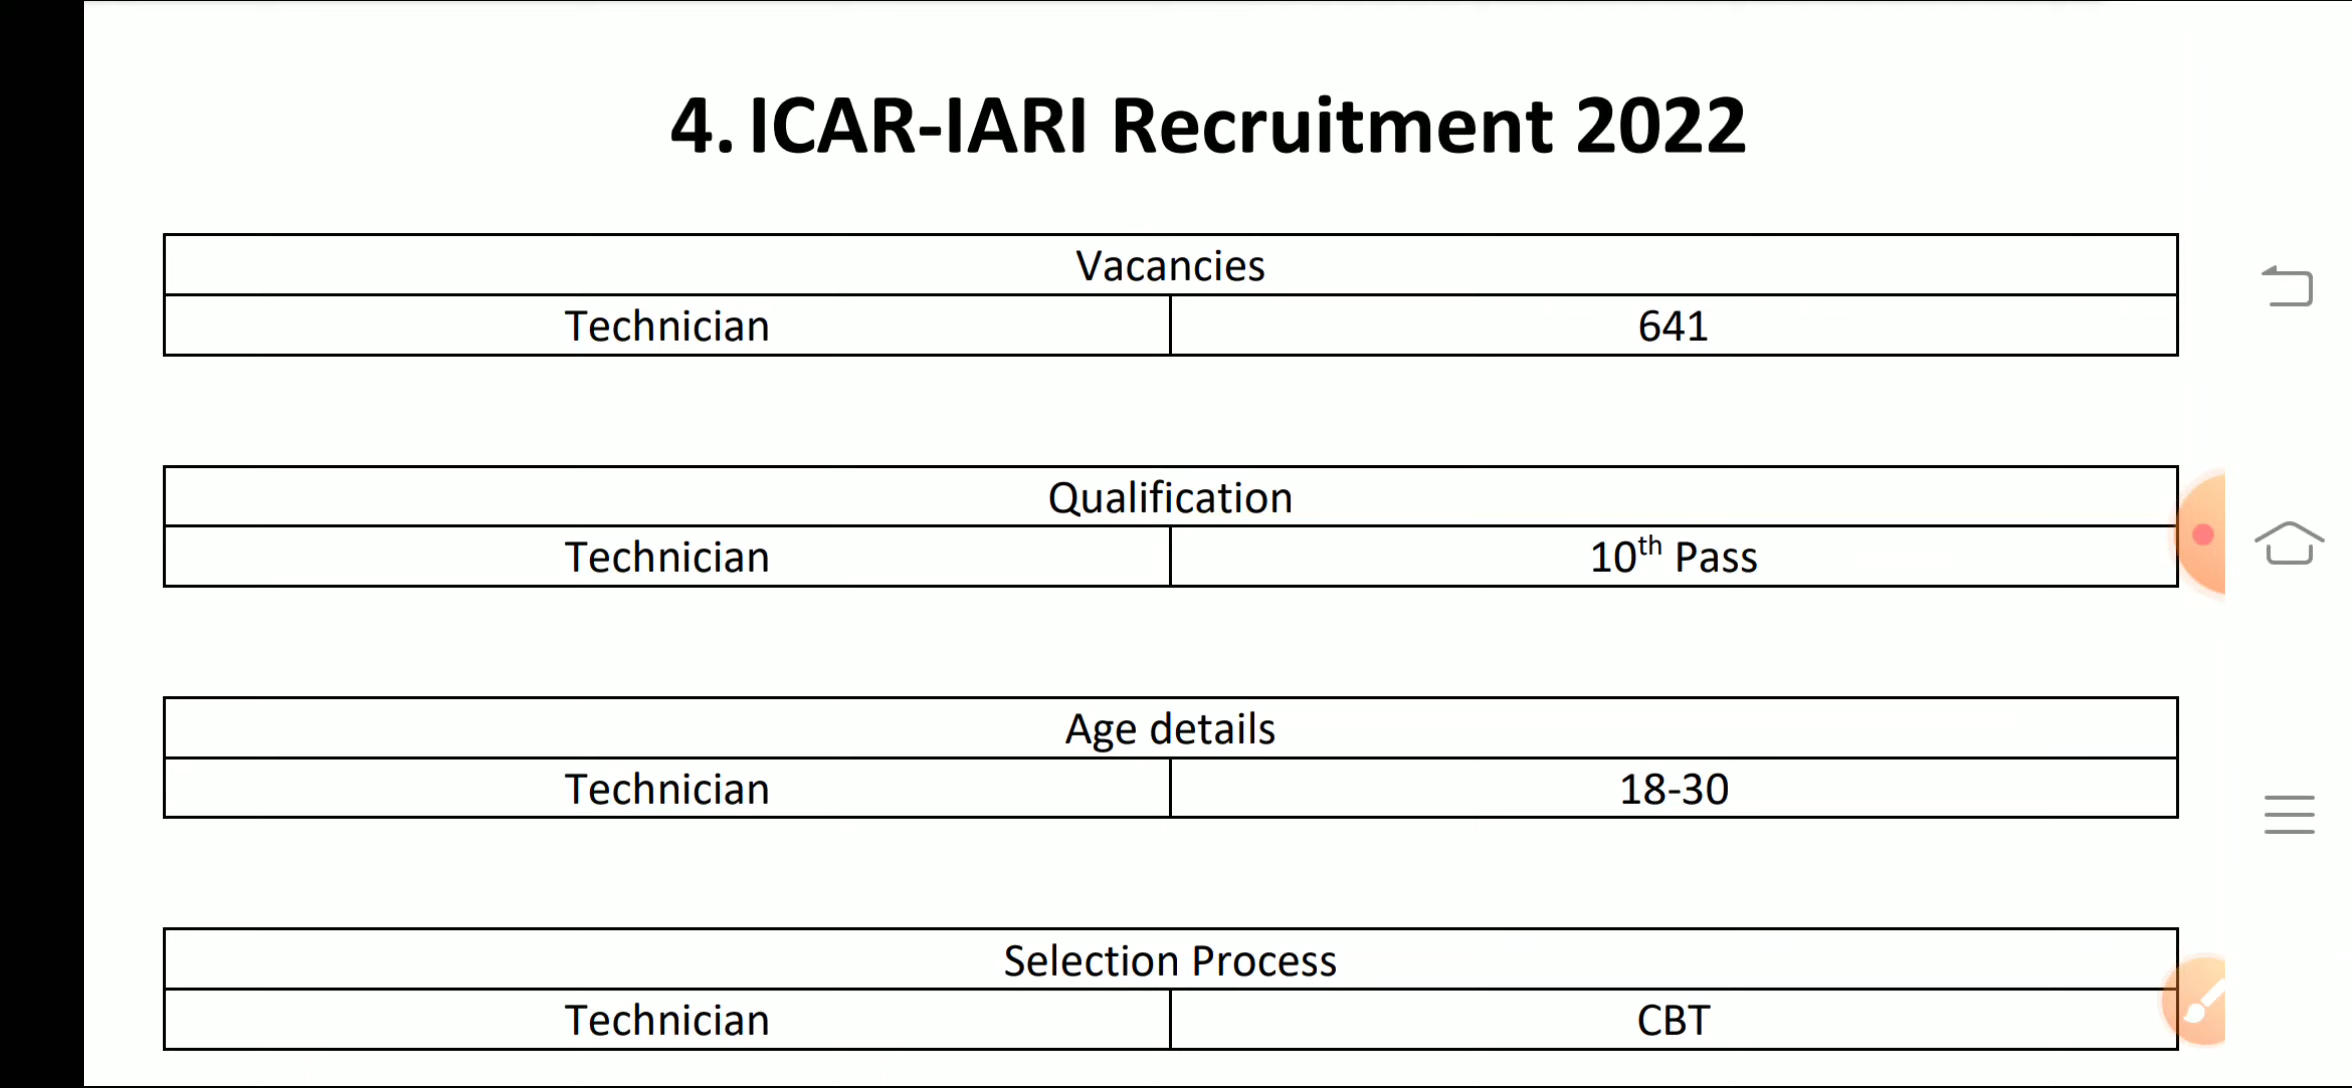 4. ICAR-IARI Recruitment 2022
Vacancies
Technician 641
Qualification
Technician 10th Pass
Age details
Technician 18-30
Selection Process
Technician CBT